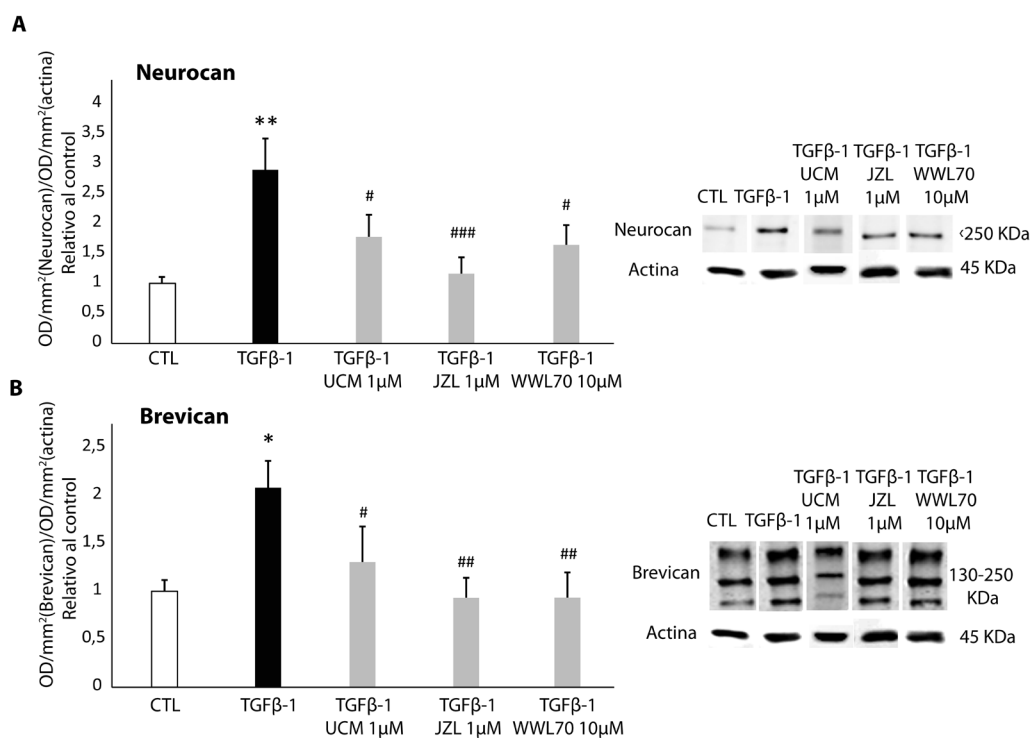 A
Neurocan
OD/mm²(Neurocan)/OD/mm²(actina)
Relativo al control
4
3,5
3
2,5
2
1,5
1
0,5
0
**
#
###
#
CTL
TGFβ-1
TGFβ-1
UCM 1µM
TGFβ-1
JZL 1µM
TGFβ-1
WWL70 10µM
CTL
TGFβ-1
TGFβ-1
UCM
1µM
TGFβ-1
JZL
1µM
TGFβ-1
WWL70
10µM
Neurocan
‹250 KDa
Actina
45 KDa
B
Brevican
OD/mm²(Brevican)/OD/mm²(actina)
Relativo al control
2,5
2
1,5
1
0,5
0
*
#
##
##
CTL
TGFβ-1
TGFβ-1
UCM 1µM
TGFβ-1
JZL 1µM
TGFβ-1
WWL70 10µM
CTL
TGFβ-1
TGFβ-1
UCM
1µM
TGFβ-1
JZL
1µM
TGFβ-1
WWL70
10µM
Brevican
130-250
KDa
Actina
45 KDa